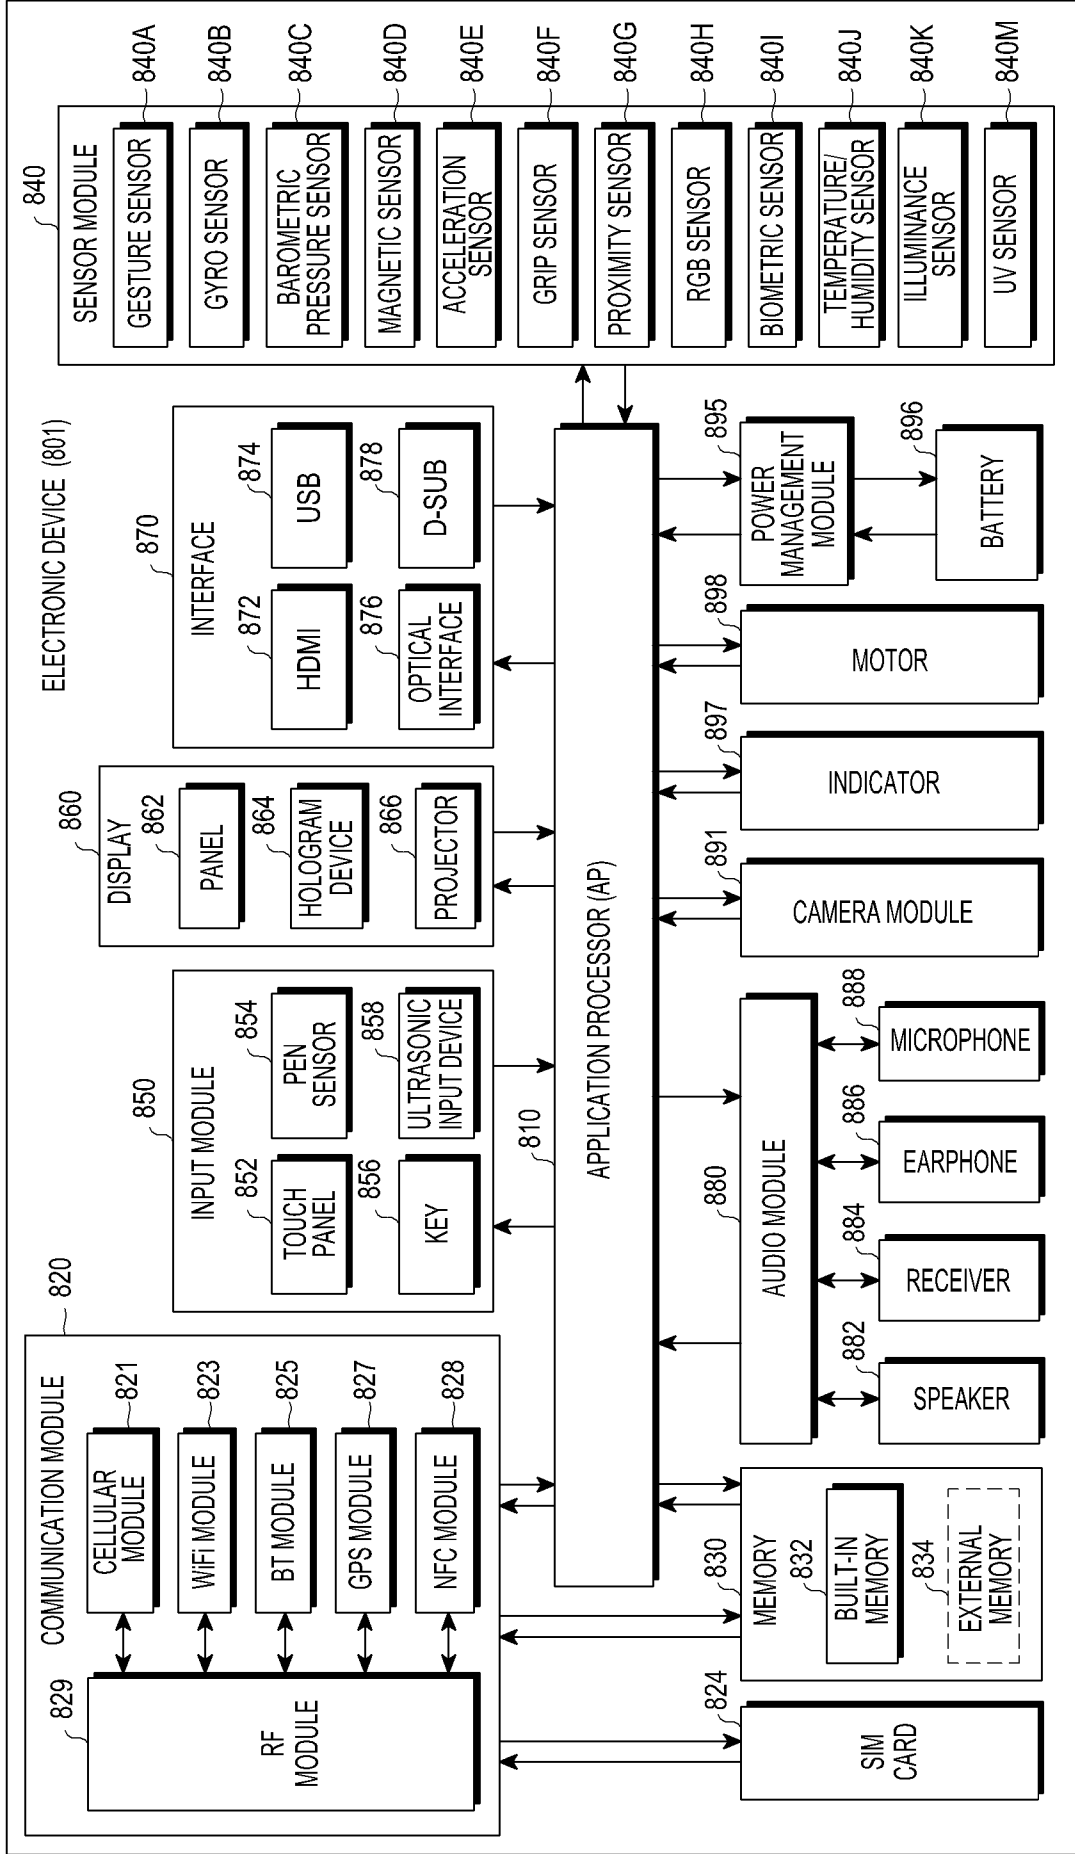 ELECTRONIC DEVICE (801)
820
COMMUNICATION MODULE
829
RF
MODULE
CELLULAR
MODULE
821
WiFi MODULE
823
BT MODULE
825
GPS MODULE
827
NFC MODULE
828
850
INPUT MODULE
852
TOUCH
PANEL
854
PEN
SENSOR
856
KEY
858
ULTRASONIC
INPUT DEVICE
860
DISPLAY
862
PANEL
864
HOLOGRAM
DEVICE
866
PROJECTOR
870
INTERFACE
872
HDMI
874
USB
876
OPTICAL
INTERFACE
878
D-SUB
840
SENSOR MODULE
GESTURE SENSOR
840A
GYRO SENSOR
840B
BAROMETRIC
PRESSURE SENSOR
840C
MAGNETIC SENSOR
840D
ACCELERATION
SENSOR
840E
GRIP SENSOR
840F
PROXIMITY SENSOR
840G
RGB SENSOR
840H
BIOMETRIC SENSOR
840I
TEMPERATURE/
HUMIDITY SENSOR
840J
ILLUMINANCE
SENSOR
840K
UV SENSOR
840M
810
APPLICATION PROCESSOR (AP)
824
SIM
CARD
830
MEMORY
832
BUILT-IN
MEMORY
834
EXTERNAL
MEMORY
880
AUDIO MODULE
882
SPEAKER
884
RECEIVER
886
EARPHONE
888
MICROPHONE
891
CAMERA MODULE
897
INDICATOR
898
MOTOR
895
POWER
MANAGEMENT
MODULE
896
BATTERY